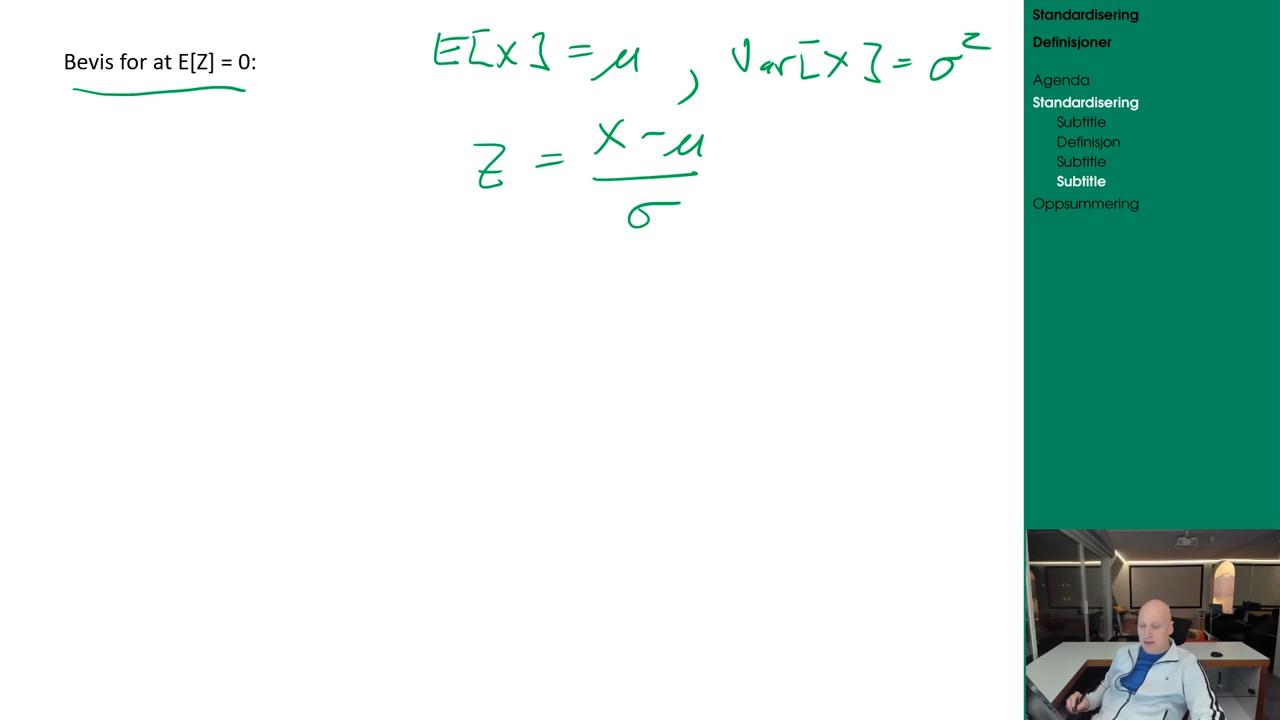 Bevis for at E[Z] = 0:
E[X] = μ , Var[X] = σ²
Z = X - μ
σ
Standardisering
Definisjoner
Agenda
Standardisering
Subtitle
Definisjon
Subtitle
Subtitle
Oppsummering